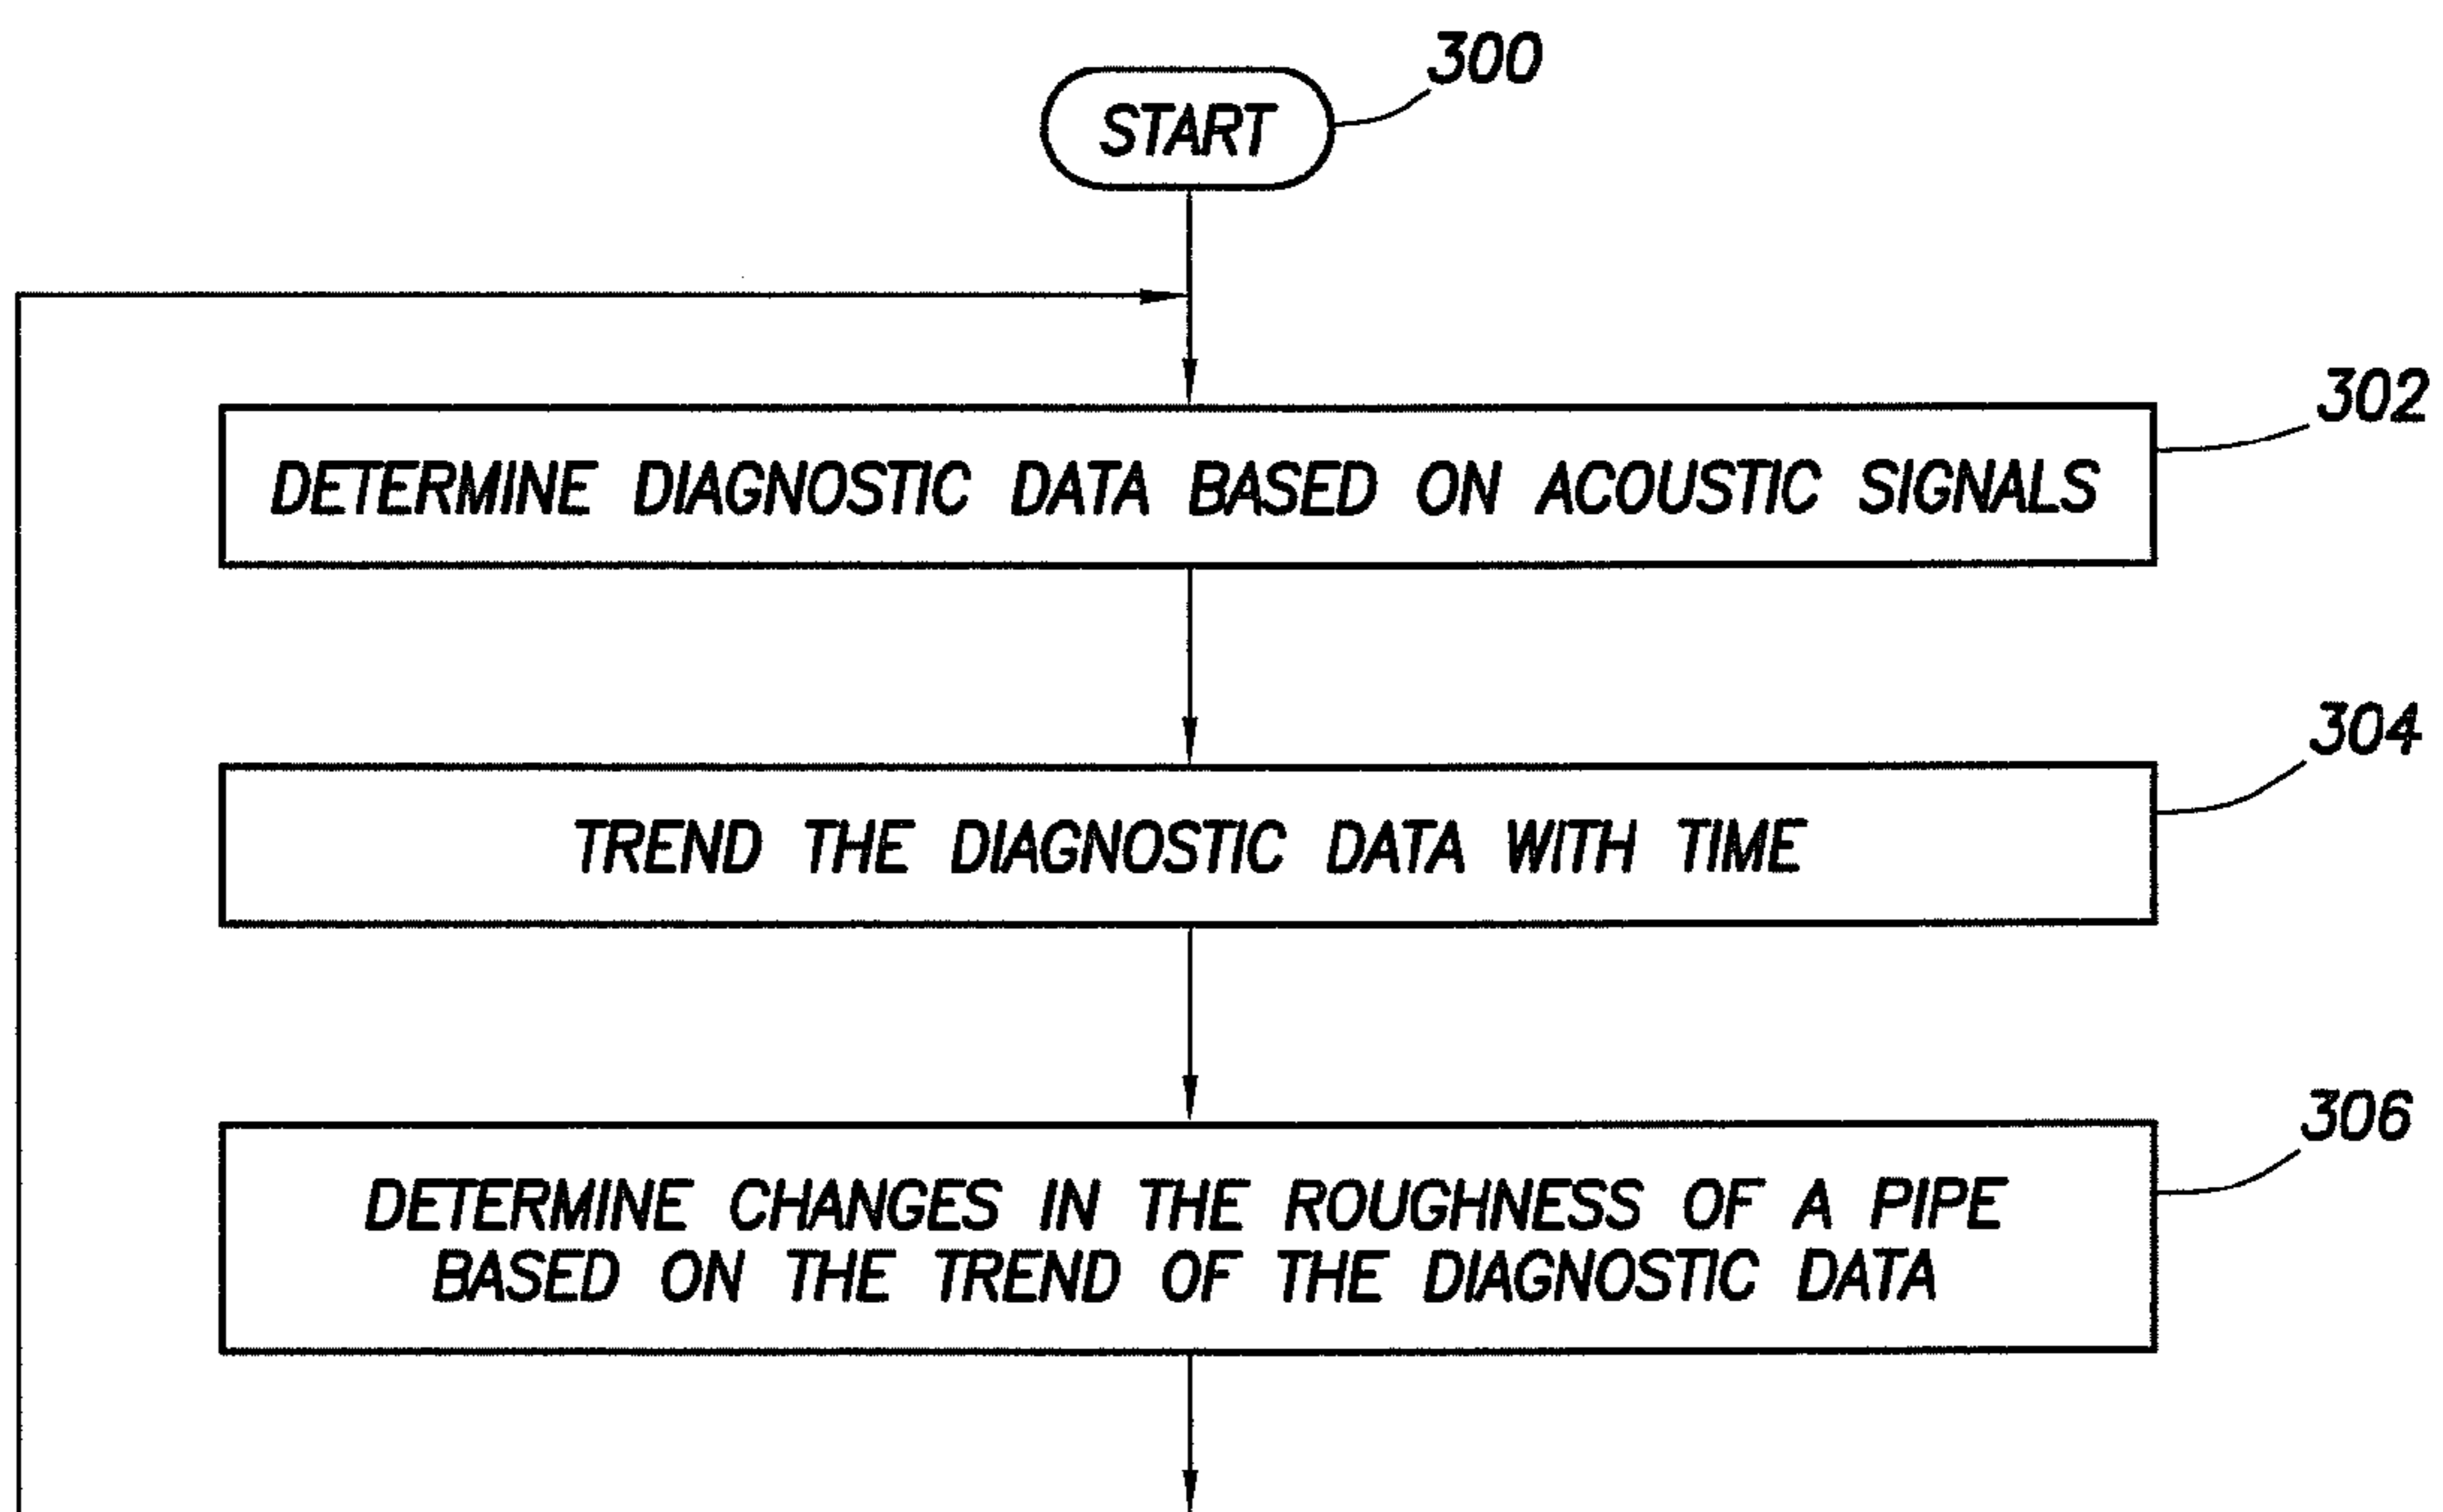 300
START
302
DETERMINE DIAGNOSTIC DATA BASED ON ACOUSTIC SIGNALS
304
TREND THE DIAGNOSTIC DATA WITH TIME
306
DETERMINE CHANGES IN THE ROUGHNESS OF A PIPE
BASED ON THE TREND OF THE DIAGNOSTIC DATA